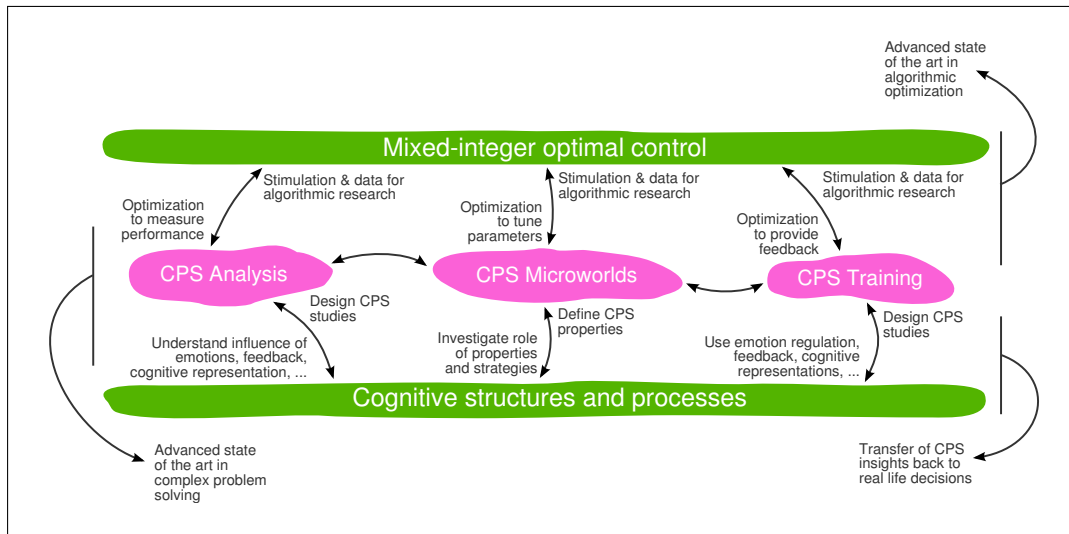 Advanced state
of the art in
algorithmic
optimization
Mixed-integer optimal control
Stimulation & data for
algorithmic research
Stimulation & data for
algorithmic research
Stimulation & data for
algorithmic research
Optimization
to measure
performance
Optimization
to tune
parameters
Optimization
to provide
feedback
CPS Analysis
CPS Microworlds
CPS Training
Design CPS
studies
Define CPS
properties
Design CPS
studies
Understand influence of
emotions, feedback,
cognitive representation, ...
Investigate role
of properties
and strategies
Use emotion regulation,
feedback, cognitive
representations, ...
Cognitive structures and processes
Advanced state
of the art in
complex problem
solving
Transfer of CPS
insights back to
real life decisions